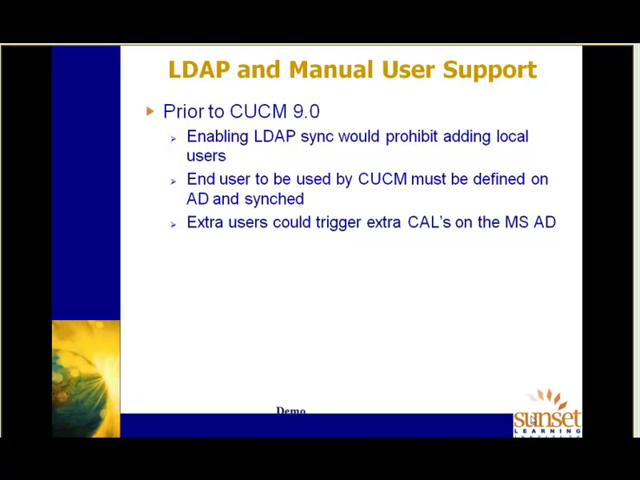 LDAP and Manual User Support
Prior to CUCM 9.0
Enabling LDAP sync would prohibit adding local
users
End user to be used by CUCM must be defined on
AD and synched
Extra users could trigger extra CAL's on the MS AD
Demo
sunset
LEARNING